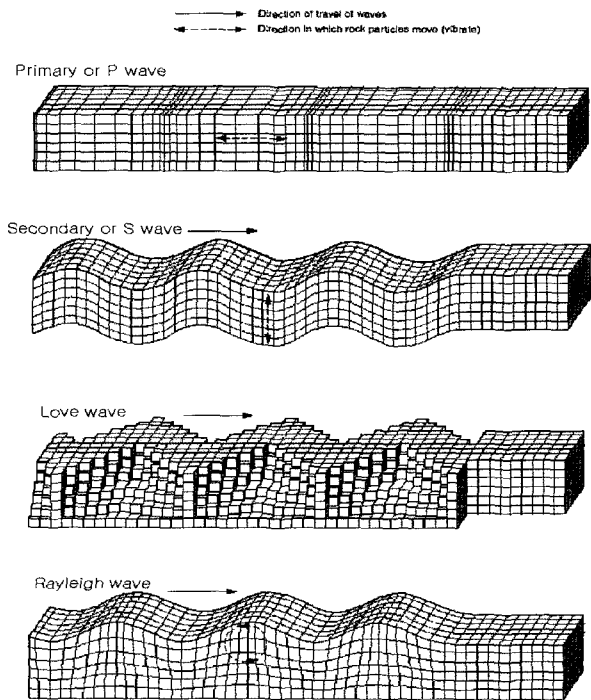 Direction of travel of waves
Direction in which rock particles move (vibrate)
Primary or P wave
Secondary or S wave
Love wave
Rayleigh wave